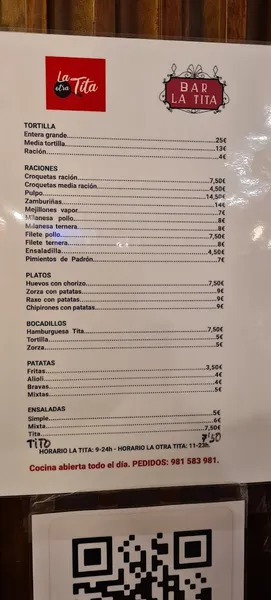 La otra Tita
BAR
LA TITA
TORTILLA
Entera grande 25€
Media tortilla 13€
Ración 4€
RACIONES
Croquetas ración 7,50€
Croquetas media ración 4,50€
Pulpo 14,50€
Zamburiñas 14€
Mejillones vapor 7€
Milanesa pollo 8€
Milanesa ternera 8€
Filete pollo 7,50€
Filete ternera 8€
Ensaladilla 4,50€
Pimientos de Padrón 7€
PLATOS
Huevos con chorizo 7,50€
Zorza con patatas 9€
Raxo con patatas 9€
Chipirones con patatas 9€
BOCADILLOS
Hamburguesa Tita 7,50€
Tortilla 5€
Zorza 5€
PATATAS
Fritas 3,50€
Alioli 4€
Bravas 4€
Mixtas 5€
ENSALADAS
Simple 5€
Mixta 6€
Tita 7,50€
TITO 7'50
HORARIO LA TITA: 9-24h - HORARIO LA OTRA TITA: 11-23h.
Cocina abierta todo el día. PEDIDOS: 981 583 981.